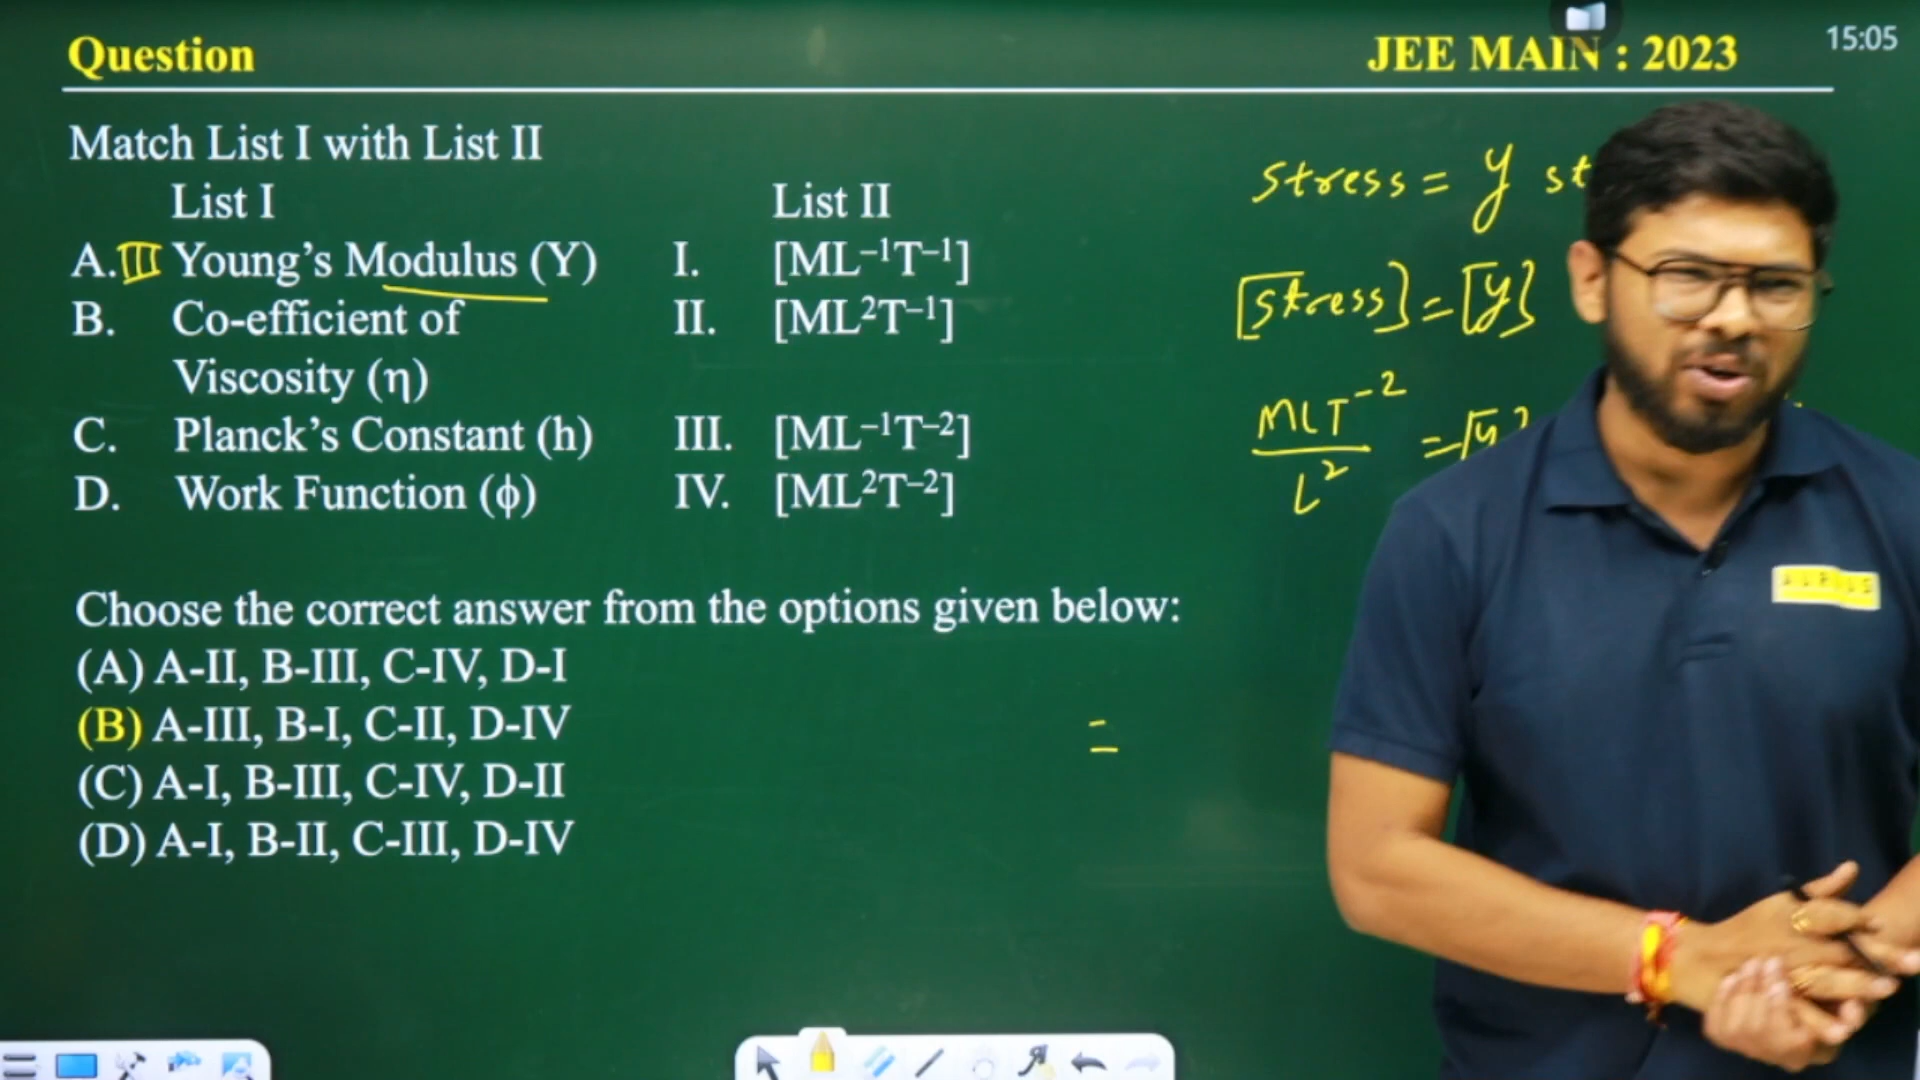 Question
JEE MAIN : 2023
15:05
Match List I with List II
List I List II
A. III Young's Modulus (Y) I. [ML⁻¹T⁻¹]
B. Co-efficient of II. [ML²T⁻¹]
Viscosity (η)
C. Planck's Constant (h) III. [ML⁻¹T⁻²]
D. Work Function (ϕ) IV. [ML²T⁻²]
Choose the correct answer from the options given below:
(A) A-II, B-III, C-IV, D-I
(B) A-III, B-I, C-II, D-IV
(C) A-I, B-III, C-IV, D-II
(D) A-I, B-II, C-III, D-IV
stress = y st
[stress] = [y]
MLT⁻² / L² = [y]
=